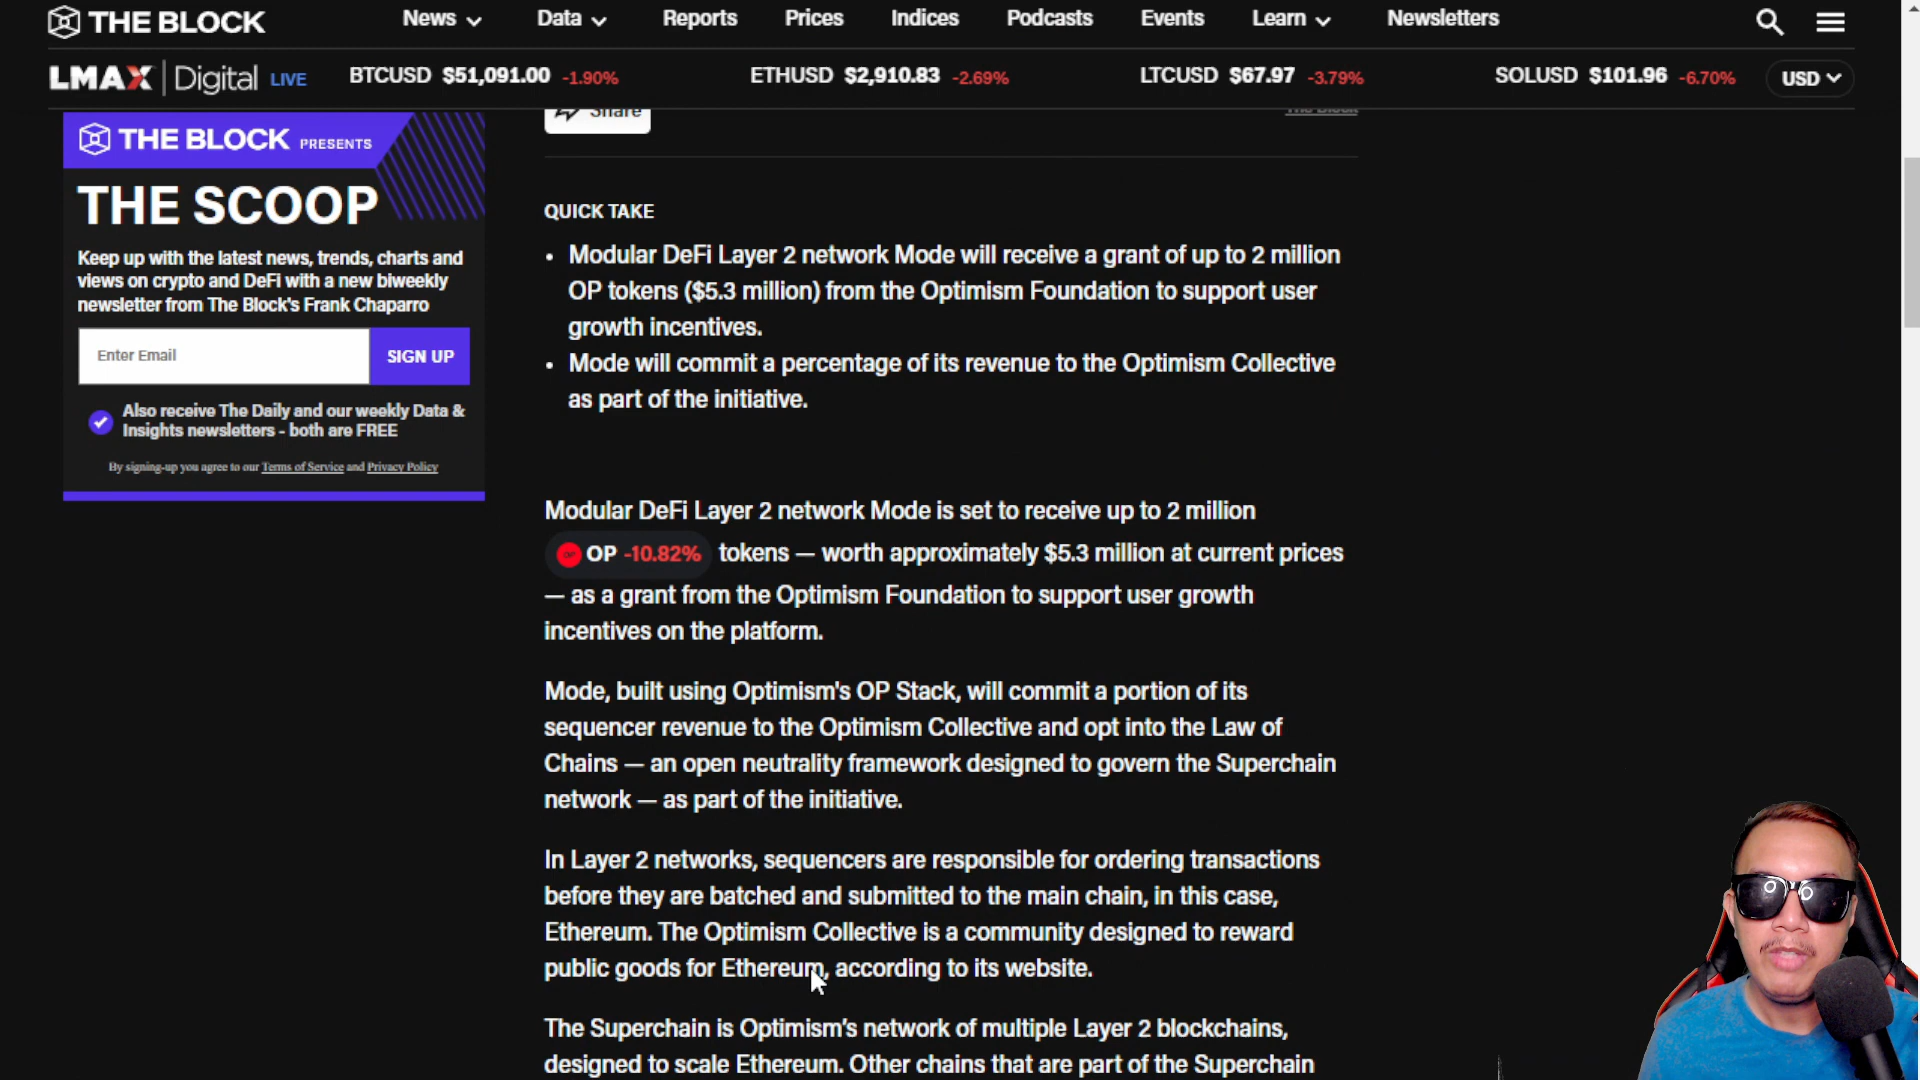 THE BLOCK
News
Data
Reports
Prices
Indices
Podcasts
Events
Learn
Newsletters
LMAX Digital LIVE
BTCUSD $51,091.00 -1.90%
ETHUSD $2,910.83 -2.69%
LTCUSD $67.97 -3.79%
SOLUSD $101.96 -6.70%
USD
Share
The Block
THE BLOCK PRESENTS
THE SCOOP
Keep up with the latest news, trends, charts and
views on crypto and DeFi with a new biweekly
newsletter from The Block's Frank Chaparro
Enter Email
SIGN UP
Also receive The Daily and our weekly Data &
Insights newsletters - both are FREE
By signing-up you agree to our Terms of Service and Privacy Policy
QUICK TAKE
• Modular DeFi Layer 2 network Mode will receive a grant of up to 2 million
OP tokens ($5.3 million) from the Optimism Foundation to support user
growth incentives.
• Mode will commit a percentage of its revenue to the Optimism Collective
as part of the initiative.
Modular DeFi Layer 2 network Mode is set to receive up to 2 million
OP -10.82% tokens — worth approximately $5.3 million at current prices
— as a grant from the Optimism Foundation to support user growth
incentives on the platform.
Mode, built using Optimism's OP Stack, will commit a portion of its
sequencer revenue to the Optimism Collective and opt into the Law of
Chains — an open neutrality framework designed to govern the Superchain
network — as part of the initiative.
In Layer 2 networks, sequencers are responsible for ordering transactions
before they are batched and submitted to the main chain, in this case,
Ethereum. The Optimism Collective is a community designed to reward
public goods for Ethereum, according to its website.
The Superchain is Optimism’s network of multiple Layer 2 blockchains,
designed to scale Ethereum. Other chains that are part of the Superchain